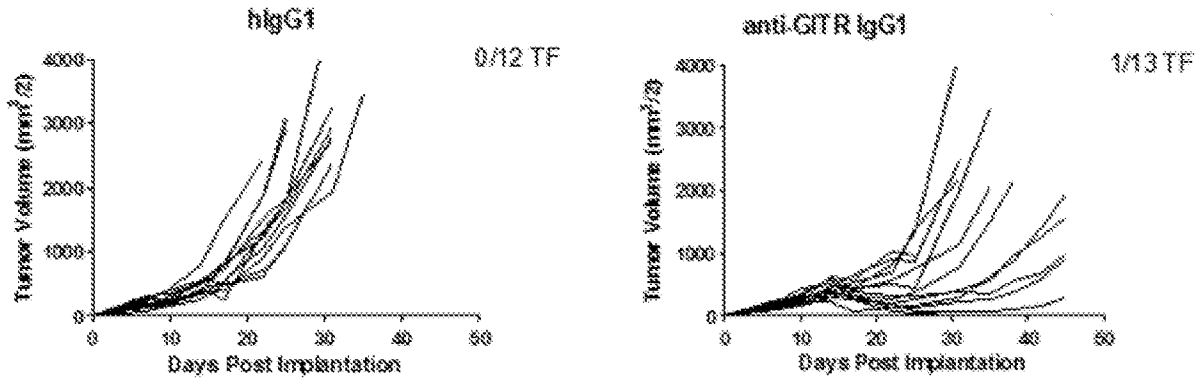 hIgG1
0/12 TF
4000
3000
2000
1000
0
Tumor Volume (mm³/2)
0 10 20 30 40 50
Days Post Implantation
anti-GITR IgG1
1/13 TF
4000
3000
2000
1000
0
Tumor Volume (mm³/2)
0 10 20 30 40 50
Days Post Implantation